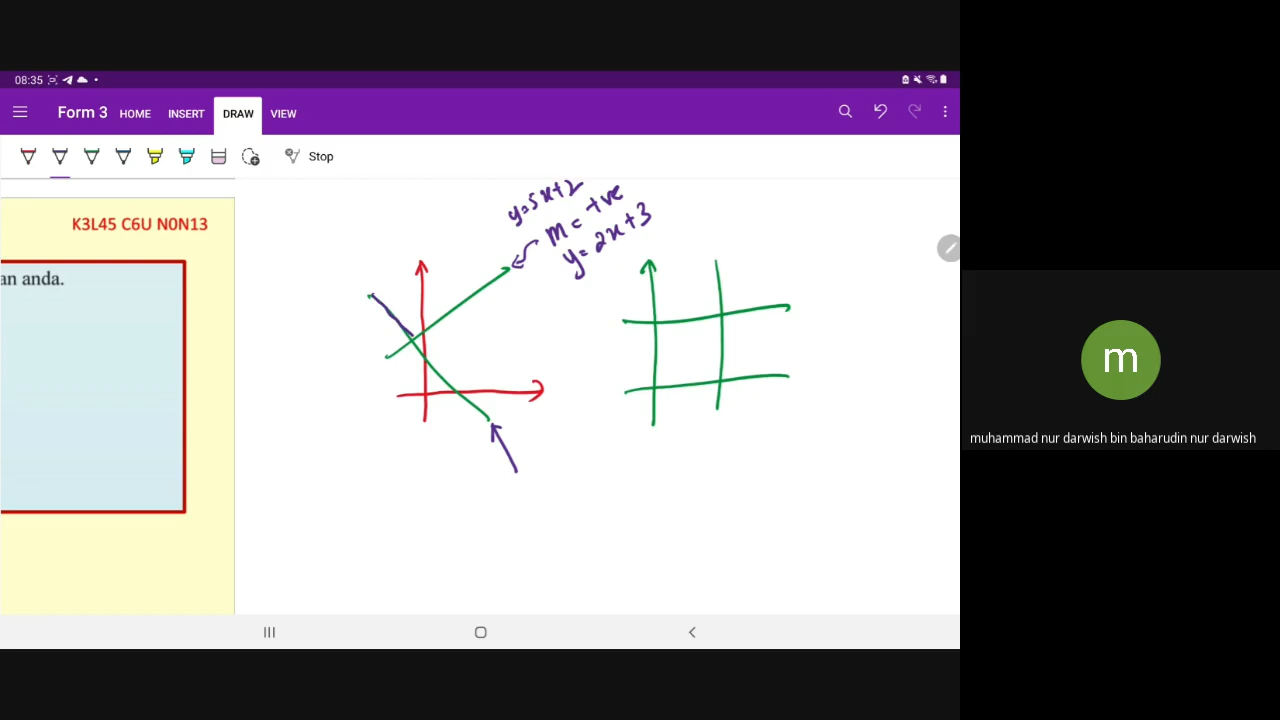 08:35
Form 3 HOME INSERT DRAW VIEW
Stop
K3L45 C6U N0N13
an anda.
y=5x+2
m= +ve
y=2x+3
m
muhammad nur darwish bin baharudin nur darwish